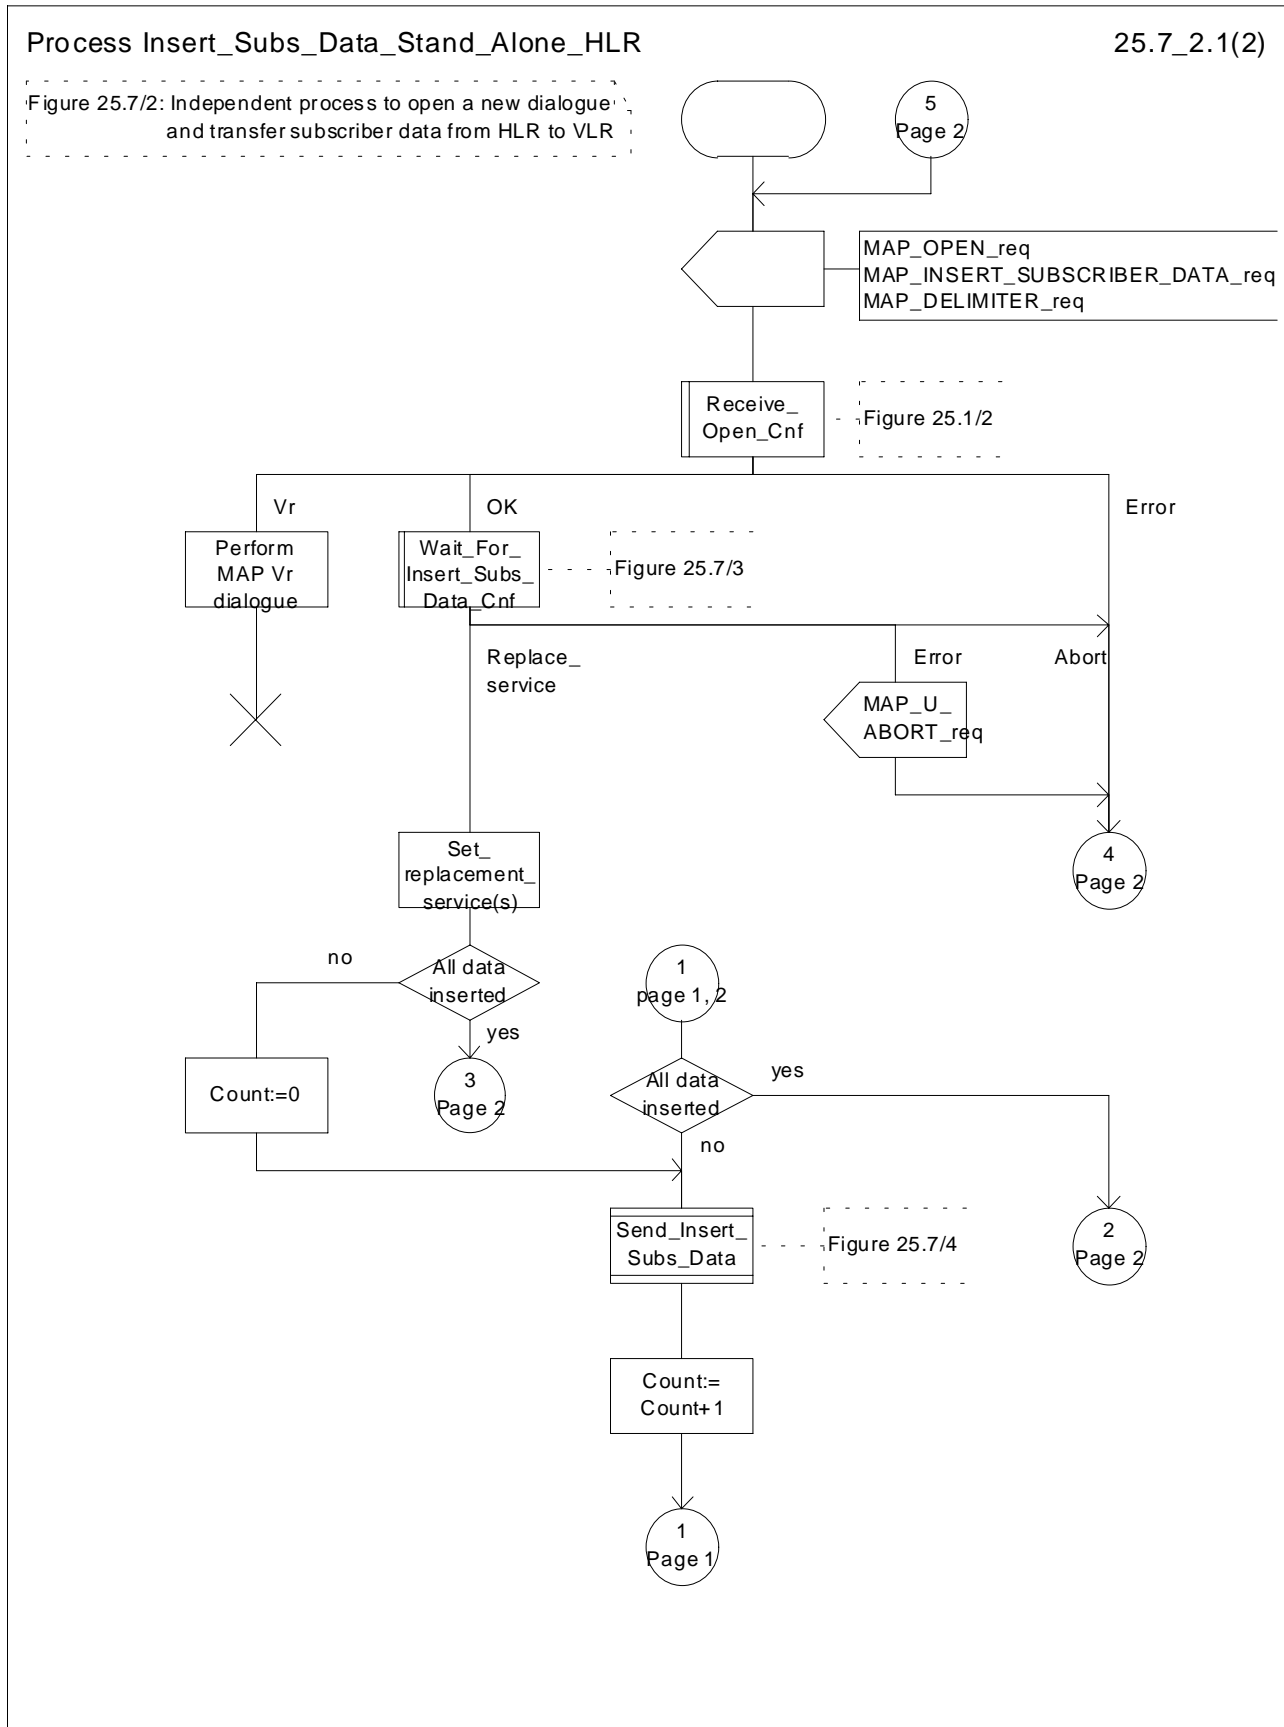 Process Insert_Subs_Data_Stand_Alone_HLR
25.7_2.1(2)
Figure 25.7/2: Independent process to open a new dialogue
and transfer subscriber data from HLR to VLR
5
Page 2
MAP_OPEN_req
MAP_INSERT_SUBSCRIBER_DATA_req
MAP_DELIMITER_req
Receive_
Open_Cnf
Figure 25.1/2
Vr
OK
Error
Perform
MAP Vr
dialogue
Wait_For_
Insert_Subs_
Data_Cnf
Figure 25.7/3
Replace_
service
Error
Abort
MAP_U_
ABORT_req
4
Page 2
Set_
replacement_
service(s)
no
All data
inserted
yes
1
page 1, 2
Count:=0
3
Page 2
All data
inserted
yes
no
Send_Insert_
Subs_Data
Figure 25.7/4
2
Page 2
Count:=
Count+1
1
Page 1